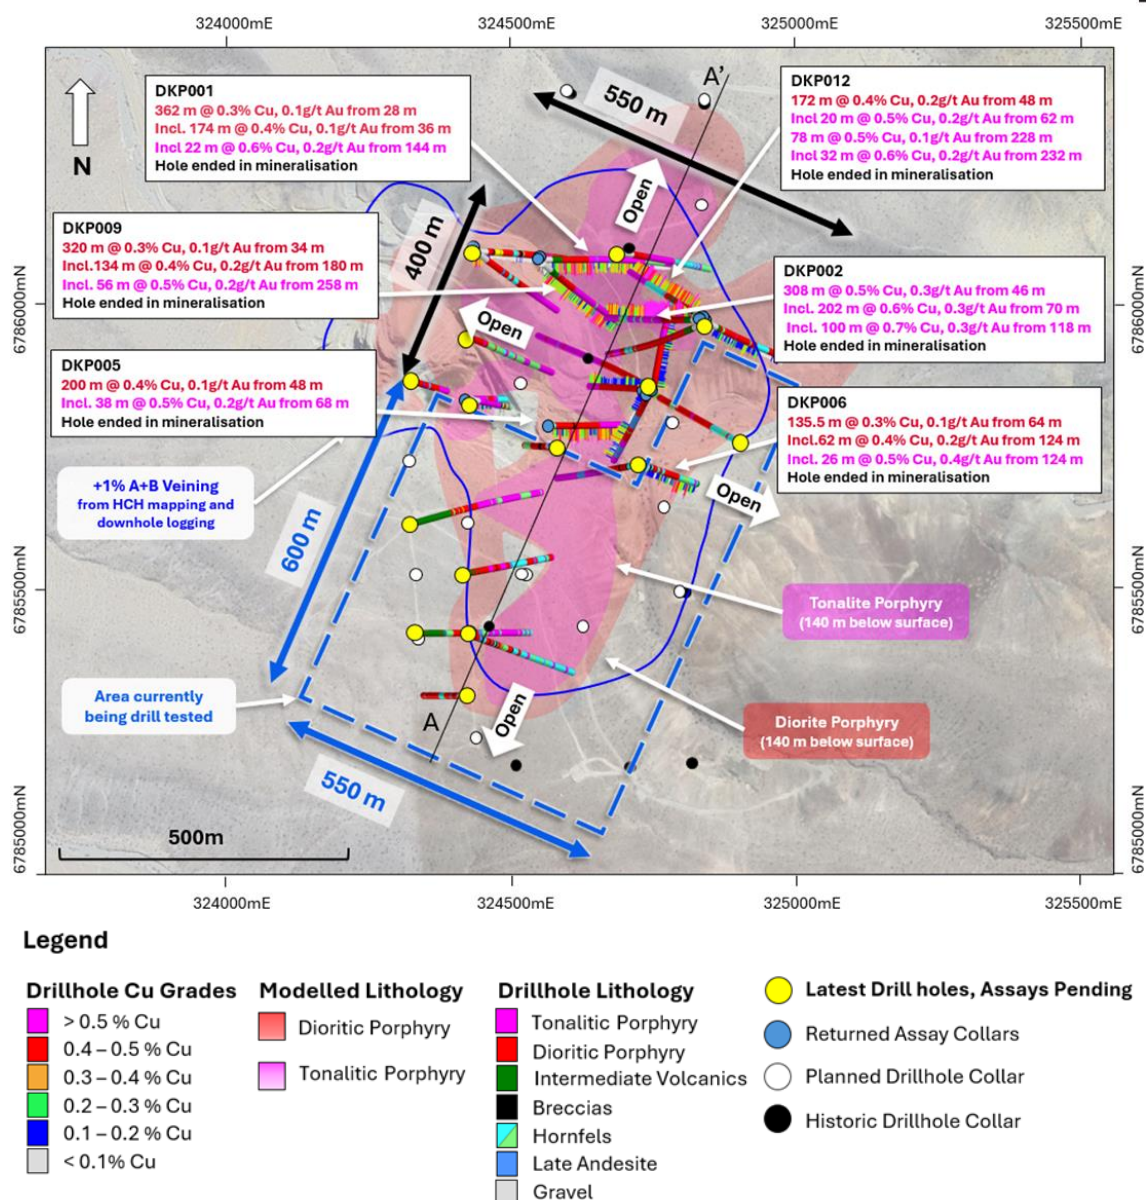 324000mE
324500mE
325000mE
325500mE
A'
550 m
N
DKP001
362 m @ 0.3% Cu, 0.1g/t Au from 28 m
Incl. 174 m @ 0.4% Cu, 0.1g/t Au from 36 m
Incl 22 m @ 0.6% Cu, 0.2g/t Au from 144 m
Hole ended in mineralisation
DKP012
172 m @ 0.4% Cu, 0.2g/t Au from 48 m
Incl 20 m @ 0.5% Cu, 0.2g/t Au from 62 m
78 m @ 0.5% Cu, 0.1g/t Au from 228 m
Incl 32 m @ 0.6% Cu, 0.2g/t Au from 232 m
Hole ended in mineralisation
Open
400 m
DKP009
320 m @ 0.3% Cu, 0.1g/t Au from 34 m
Incl.134 m @ 0.4% Cu, 0.2g/t Au from 180 m
Incl. 56 m @ 0.5% Cu, 0.2g/t Au from 258 m
Hole ended in mineralisation
DKP002
308 m @ 0.5% Cu, 0.3g/t Au from 46 m
Incl. 202 m @ 0.6% Cu, 0.3g/t Au from 70 m
Incl. 100 m @ 0.7% Cu, 0.3g/t Au from 118 m
Hole ended in mineralisation
6786000mN
6786000mN
Open
DKP005
200 m @ 0.4% Cu, 0.1g/t Au from 48 m
Incl. 38 m @ 0.5% Cu, 0.2g/t Au from 68 m
Hole ended in mineralisation
DKP006
135.5 m @ 0.3% Cu, 0.1g/t Au from 64 m
Incl.62 m @ 0.4% Cu, 0.2g/t Au from 124 m
Incl. 26 m @ 0.5% Cu, 0.4g/t Au from 124 m
Hole ended in mineralisation
+1% A+B Veining
from HCH mapping and
downhole logging
Open
600 m
6785500mN
6785500mN
Tonalite Porphyry
(140 m below surface)
Area currently
being drill tested
A
Open
Diorite Porphyry
(140 m below surface)
550 m
500m
6785000mN
6785000mN
324000mE
324500mE
325000mE
325500mE
Legend
Drillhole Cu Grades
> 0.5 % Cu
0.4 – 0.5 % Cu
0.3 – 0.4 % Cu
0.2 – 0.3 % Cu
0.1 – 0.2 % Cu
< 0.1% Cu
Modelled Lithology
Dioritic Porphyry
Tonalitic Porphyry
Drillhole Lithology
Tonalitic Porphyry
Dioritic Porphyry
Intermediate Volcanics
Breccias
Hornfels
Late Andesite
Gravel
Latest Drill holes, Assays Pending
Returned Assay Collars
Planned Drillhole Collar
Historic Drillhole Collar